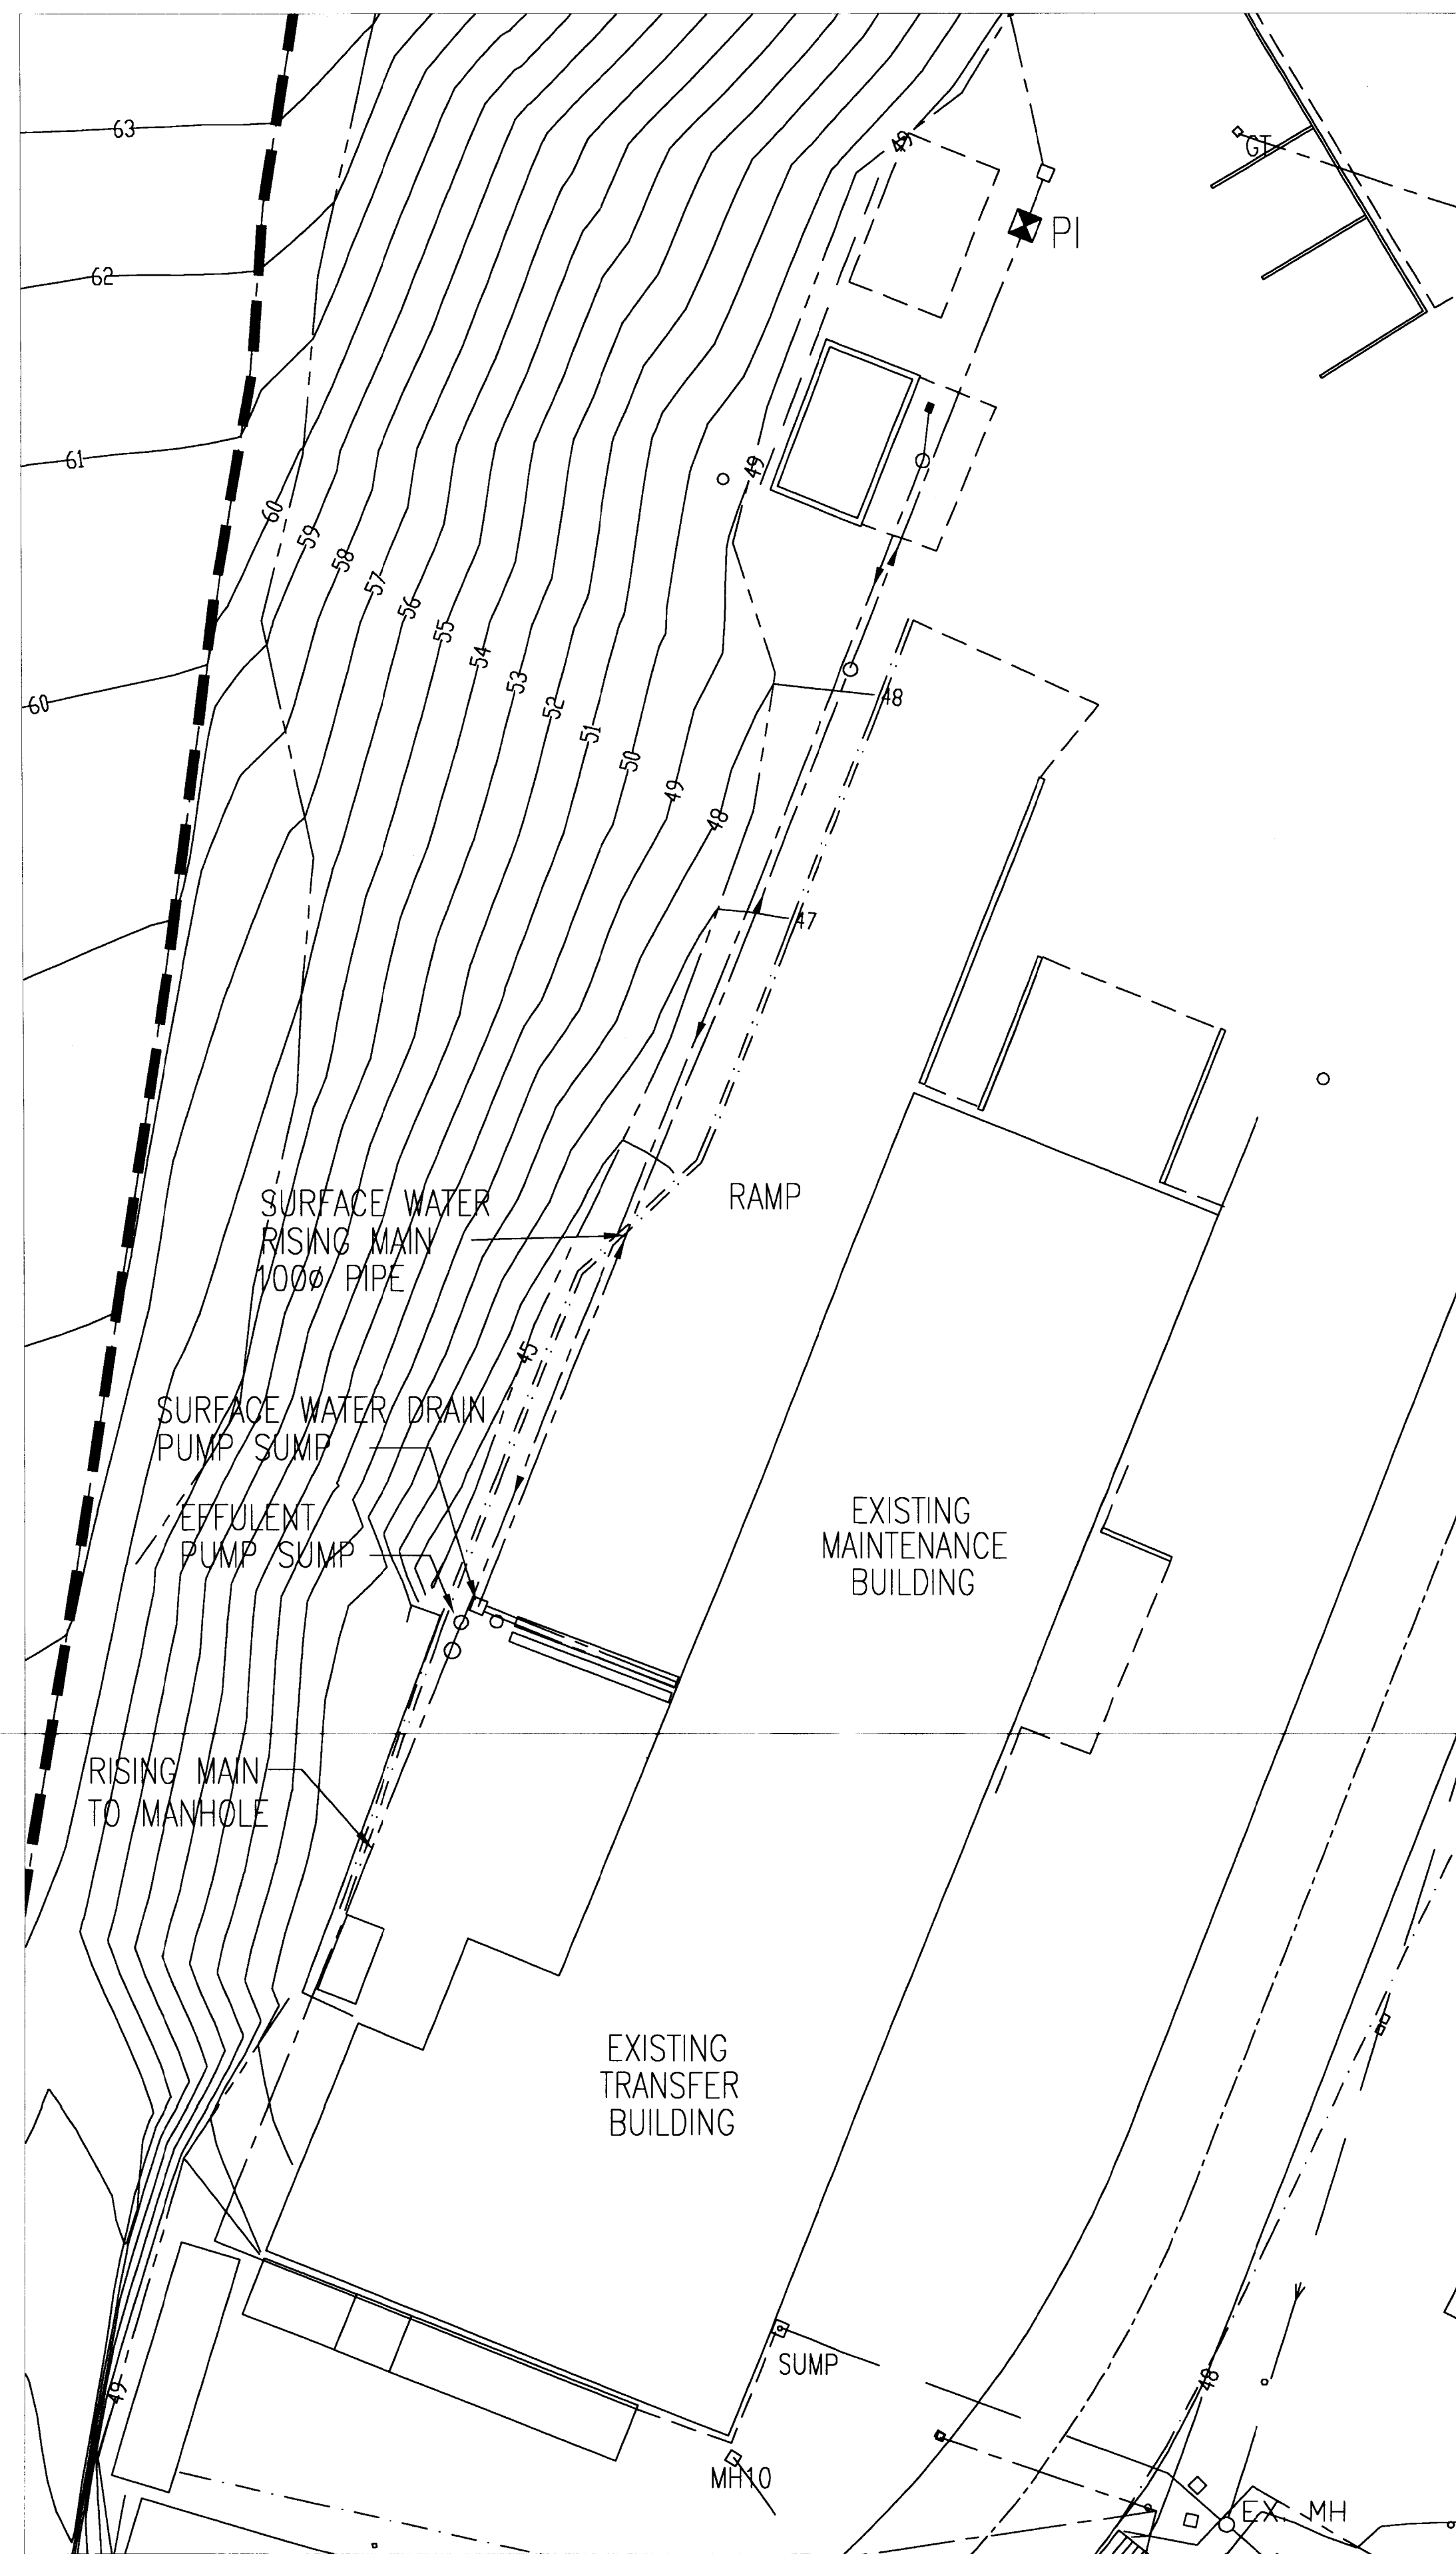 63
49
GT
PI
62
61
49
60
59
58
57
56
55
54
53
52
51
50
49
48
60
48
47
SURFACE WATER
RISING MAIN
100ø PIPE
RAMP
45
SURFACE WATER DRAIN
PUMP SUMP
EFFULENT
PUMP SUMP
EXISTING
MAINTENANCE
BUILDING
RISING MAIN
TO MANHOLE
EXISTING
TRANSFER
BUILDING
SUMP
49
48
MH10
EX. MH